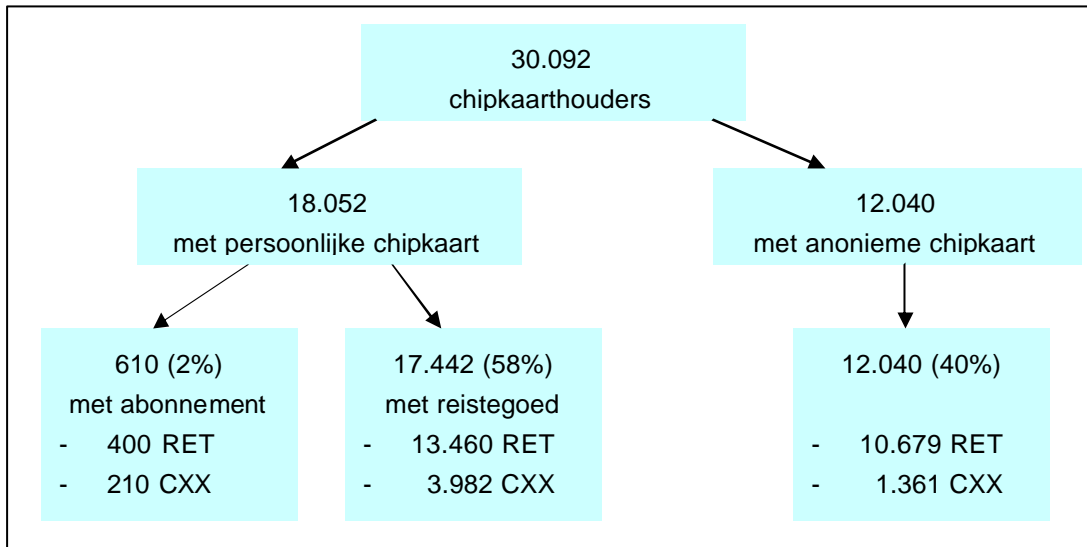 30.092
chipkaarthouders
18.052
met persoonlijke chipkaart
12.040
met anonieme chipkaart
610 (2%)
met abonnement
- 400 RET
- 210 CXX
17.442 (58%)
met reistegoed
- 13.460 RET
- 3.982 CXX
12.040 (40%)
- 10.679 RET
- 1.361 CXX